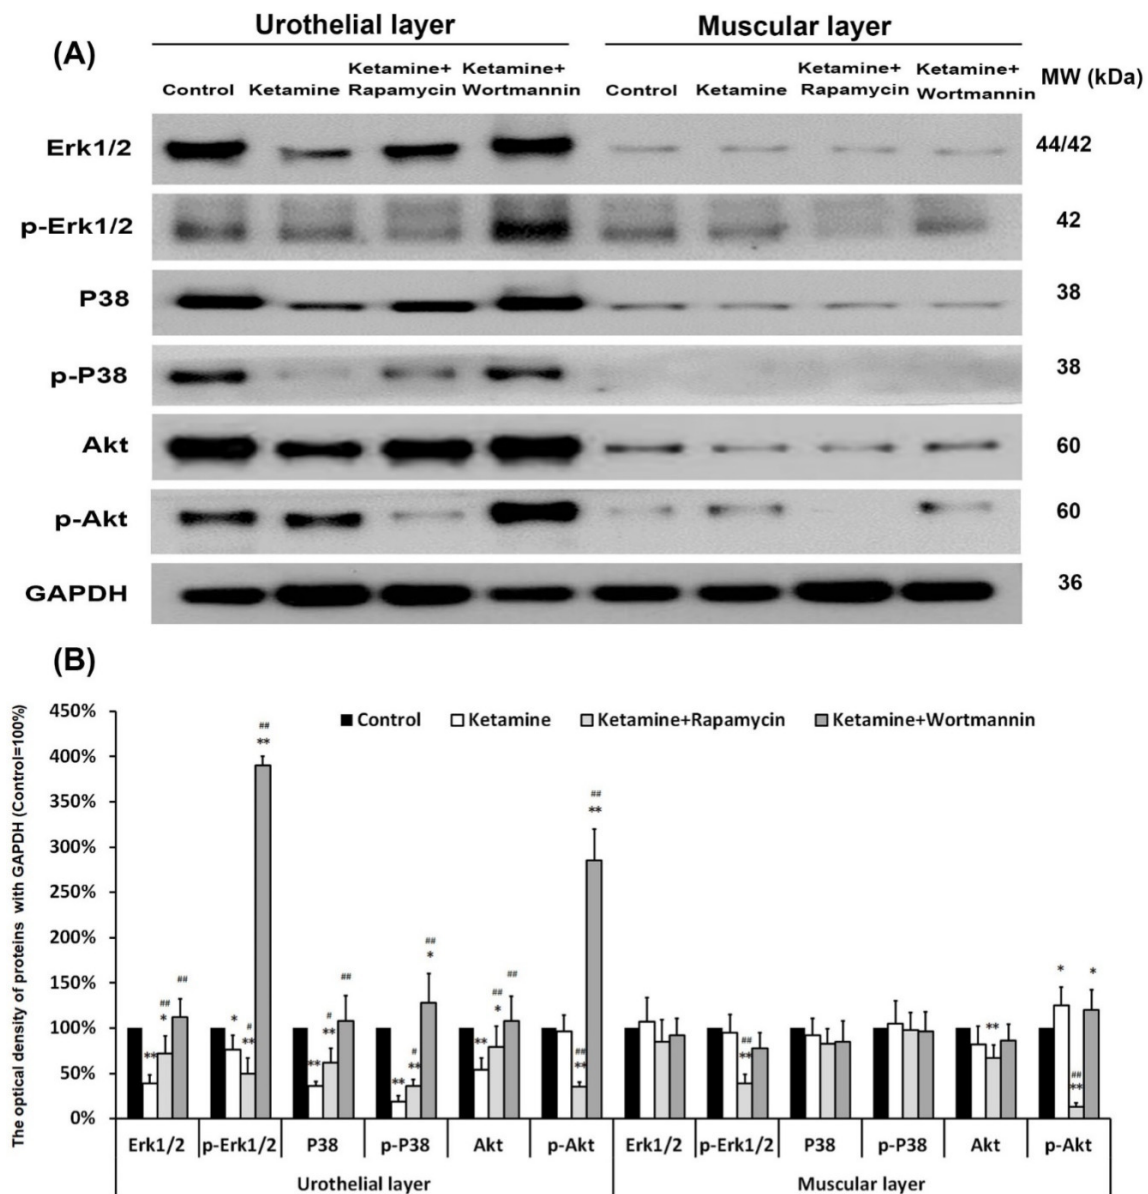 (A)
Urothelial layer Muscular layer
Control Ketamine Ketamine+ Rapamycin Ketamine+ Wortmannin Control Ketamine Ketamine+ Rapamycin Ketamine+ Wortmannin MW (kDa)
Erk1/2 44/42
p-Erk1/2 42
P38 38
p-P38 38
Akt 60
p-Akt 60
GAPDH 36
(B)
The optical density of proteins with GAPDH (Control=100%)
Control Ketamine Ketamine+Rapamycin Ketamine+Wortmannin
450%
400%
350%
300%
250%
200%
150%
100%
50%
0%
** ## * ## * # ** ## ** ** # ** ## ** # ** ## * ** ## * ## ## ** ## ** ## ** ** * ## ** *
Erk1/2 p-Erk1/2 P38 p-P38 Akt p-Akt Erk1/2 p-Erk1/2 P38 p-P38 Akt p-Akt
Urothelial layer Muscular layer